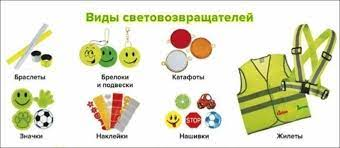 Виды световозвращателей
Браслеты
Брелоки
и подвески
Катафоты
Значки
Наклейки
STOP
Нашивки
Жилеты